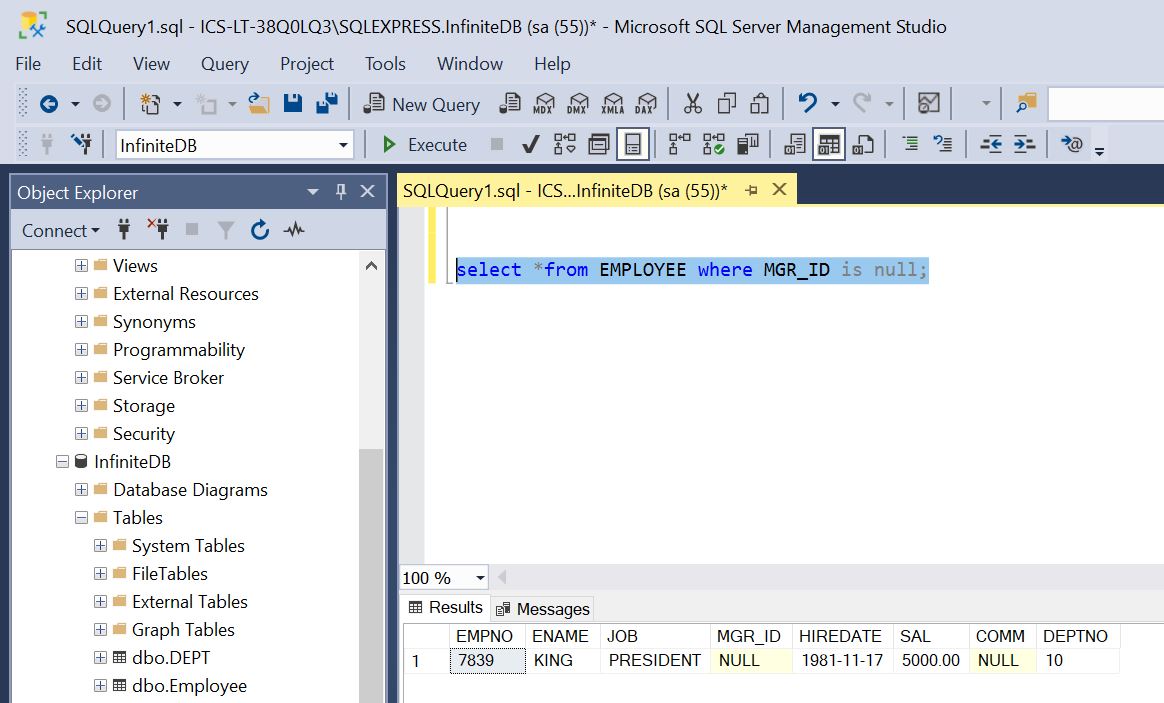 SQLQuery1.sql - ICS-LT-38Q0LQ3\SQLEXPRESS.InfiniteDB (sa (55))* - Microsoft SQL Server Management Studio
File Edit View Query Project Tools Window Help
New Query MDX DMX XMLA DAX
InfiniteDB Execute
Object Explorer
Connect
Views
External Resources
Synonyms
Programmability
Service Broker
Storage
Security
InfiniteDB
Database Diagrams
Tables
System Tables
FileTables
External Tables
Graph Tables
dbo.DEPT
dbo.Employee
SQLQuery1.sql - ICS...InfiniteDB (sa (55))*
select *from EMPLOYEE where MGR_ID is null;
100 %
Results Messages
EMPNO ENAME JOB MGR_ID HIREDATE SAL COMM DEPTNO
1 7839 KING PRESIDENT NULL 1981-11-17 5000.00 NULL 10